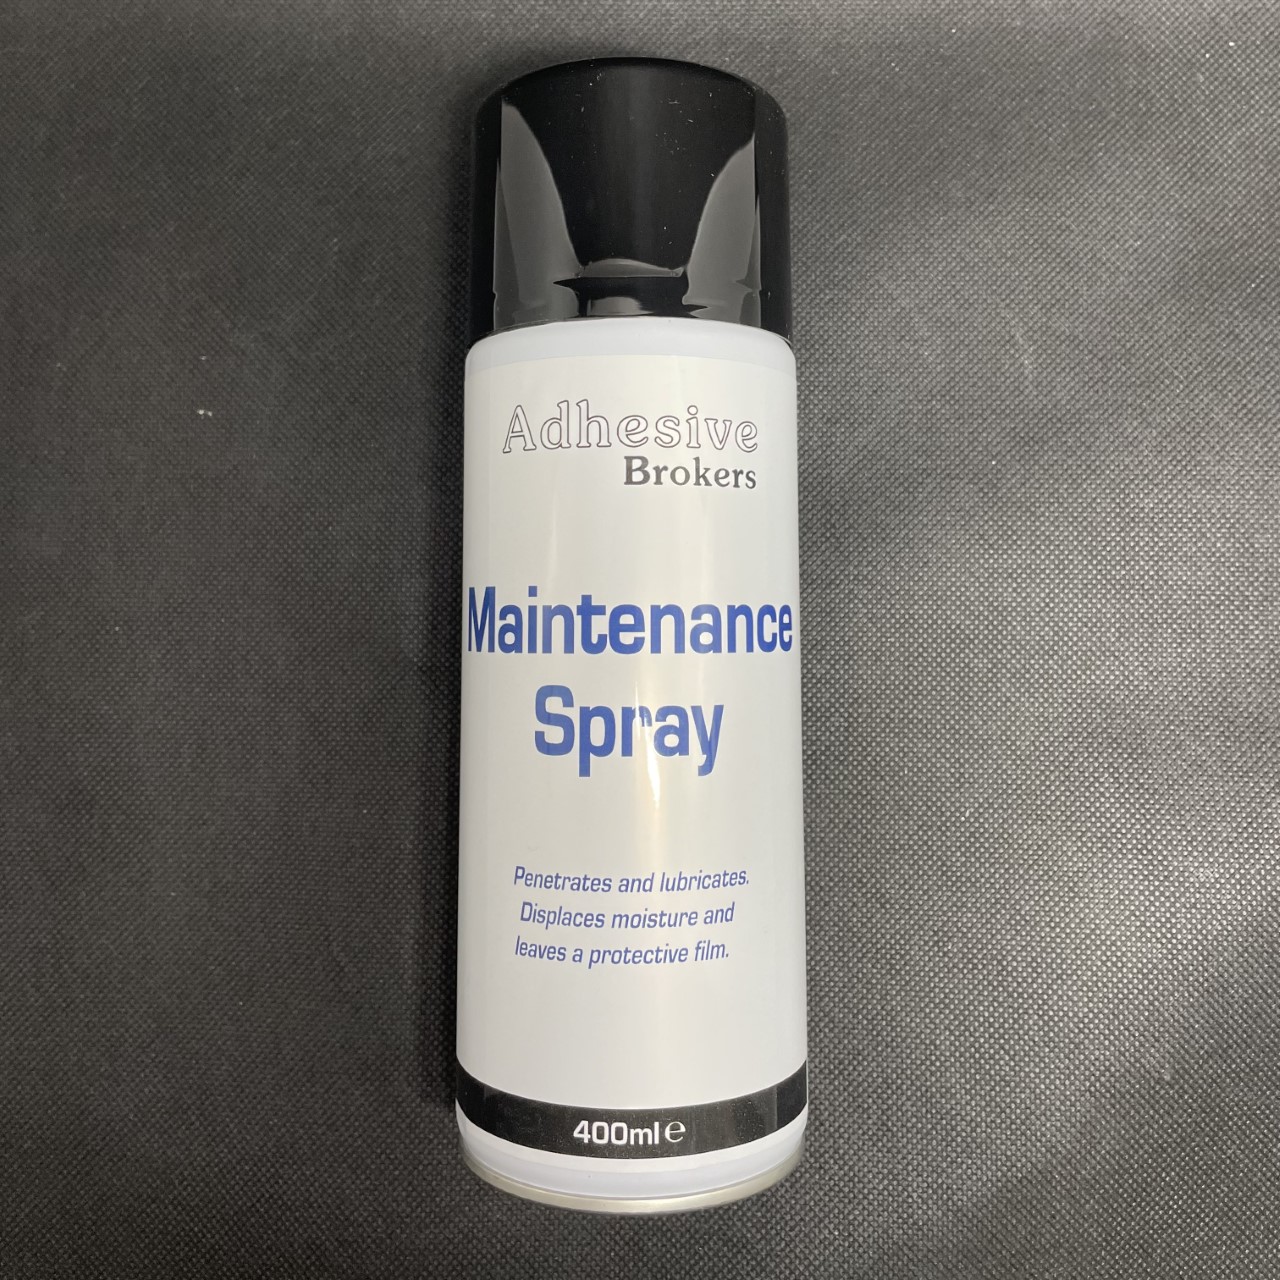 Adhesive
Brokers
Maintenance
Spray
Penetrates and lubricates.
Displaces moisture and
leaves a protective film.
400ml ℮